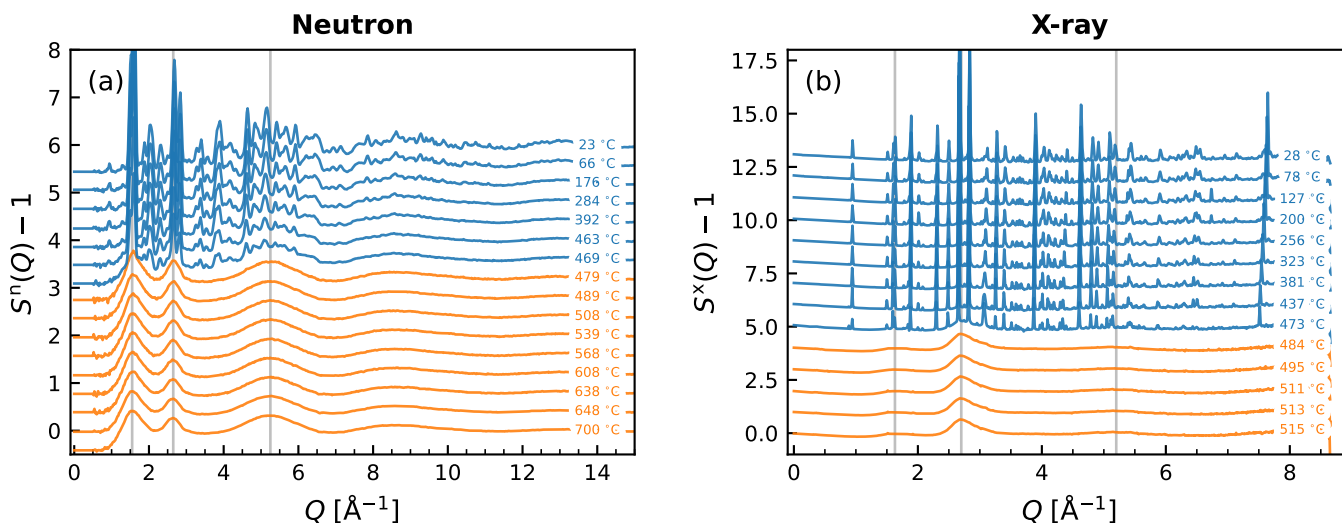 Neutron
(a)
8
7
6
5
4
3
2
1
0
Sⁿ(Q) − 1
23 °C
66 °C
176 °C
284 °C
392 °C
463 °C
469 °C
479 °C
489 °C
508 °C
539 °C
568 °C
608 °C
638 °C
648 °C
700 °C
0 2 4 6 8 10 12 14
Q [Å⁻¹]
X-ray
(b)
17.5
15.0
12.5
10.0
7.5
5.0
2.5
0.0
Sˣ(Q) − 1
28 °C
78 °C
127 °C
200 °C
256 °C
323 °C
381 °C
437 °C
473 °C
484 °C
495 °C
511 °C
513 °C
515 °C
0 2 4 6 8
Q [Å⁻¹]